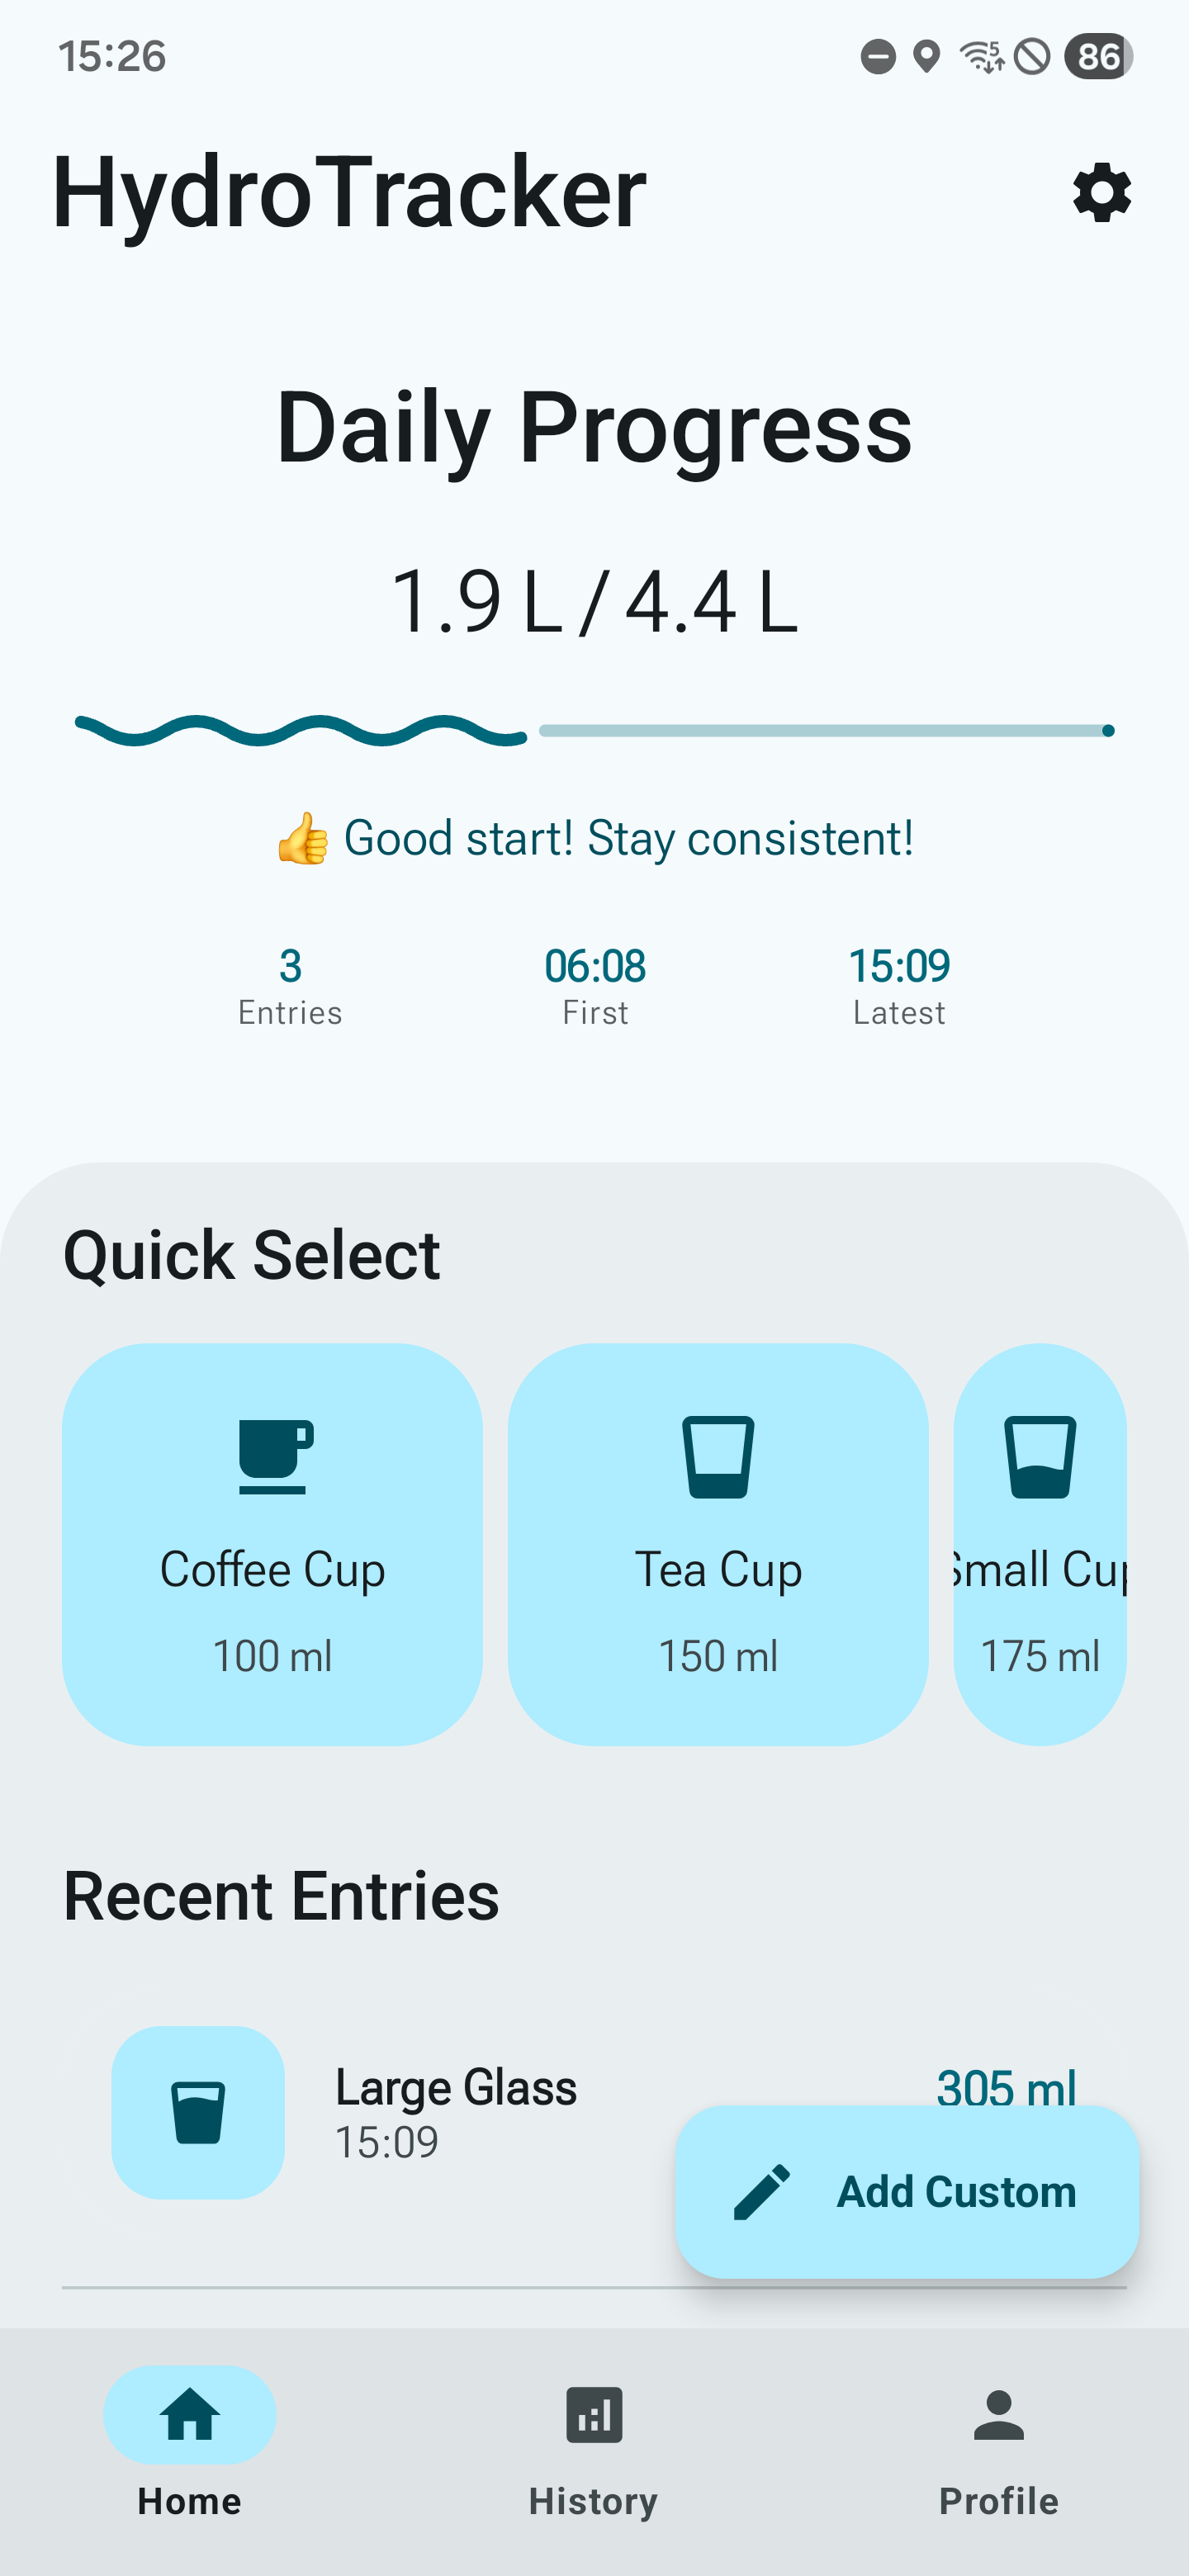 15:26
5
86
HydroTracker
Daily Progress
1.9 L / 4.4 L
👍 Good start! Stay consistent!
3 06:08 15:09
Entries First Latest
Quick Select
Coffee Cup Tea Cup Small Cup
100 ml 150 ml 175 ml
Recent Entries
Large Glass 305 ml
15:09
Add Custom
Home History Profile